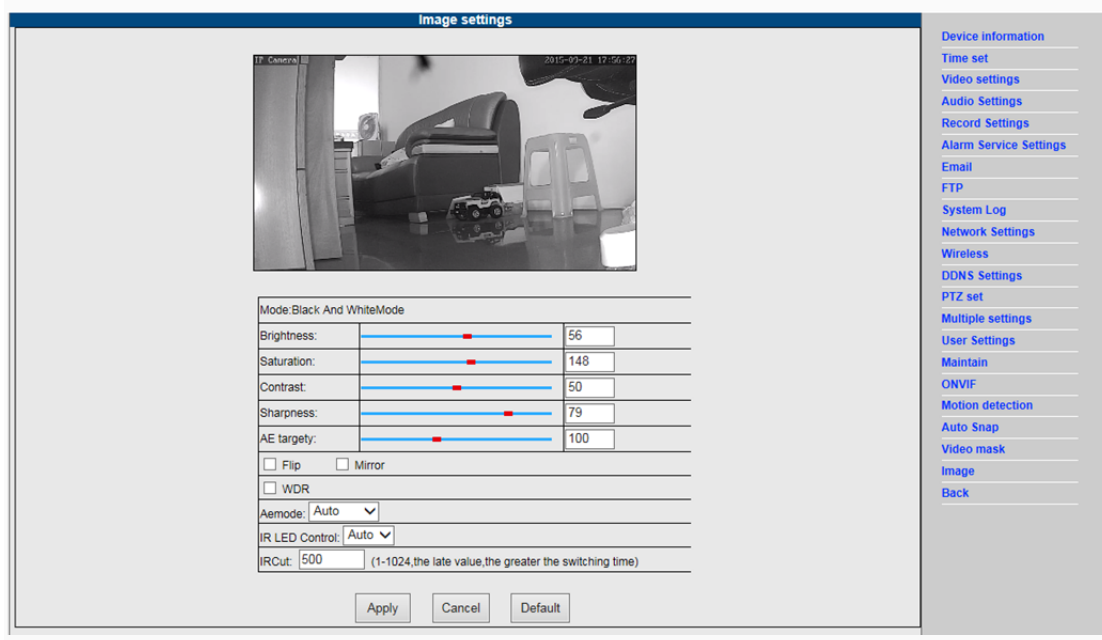 Image settings
IP Camera
2015-09-21 17:56:27
Mode:Black And WhiteMode
Brightness: 56
Saturation: 148
Contrast: 50
Sharpness: 79
AE targety: 100
Flip Mirror
WDR
Aemode: Auto
IR LED Control: Auto
IRCut: 500 (1-1024,the late value,the greater the switching time)
Apply Cancel Default
Device information
Time set
Video settings
Audio Settings
Record Settings
Alarm Service Settings
Email
FTP
System Log
Network Settings
Wireless
DDNS Settings
PTZ set
Multiple settings
User Settings
Maintain
ONVIF
Motion detection
Auto Snap
Video mask
Image
Back